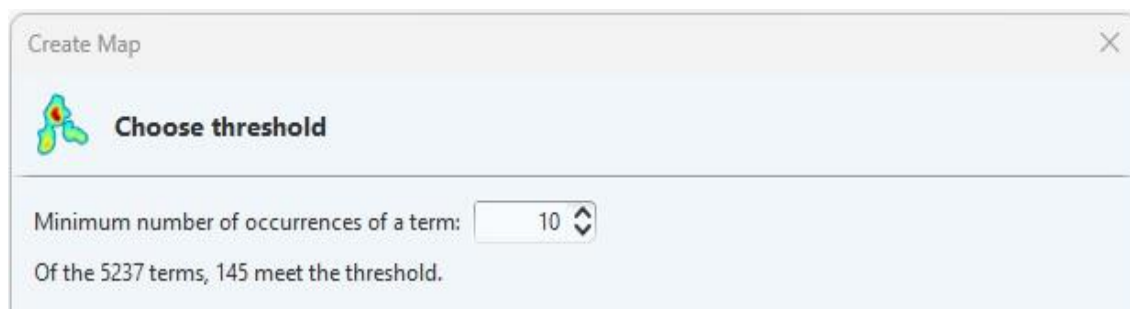 Create Map
Choose threshold
Minimum number of occurrences of a term: 10
Of the 5237 terms, 145 meet the threshold.